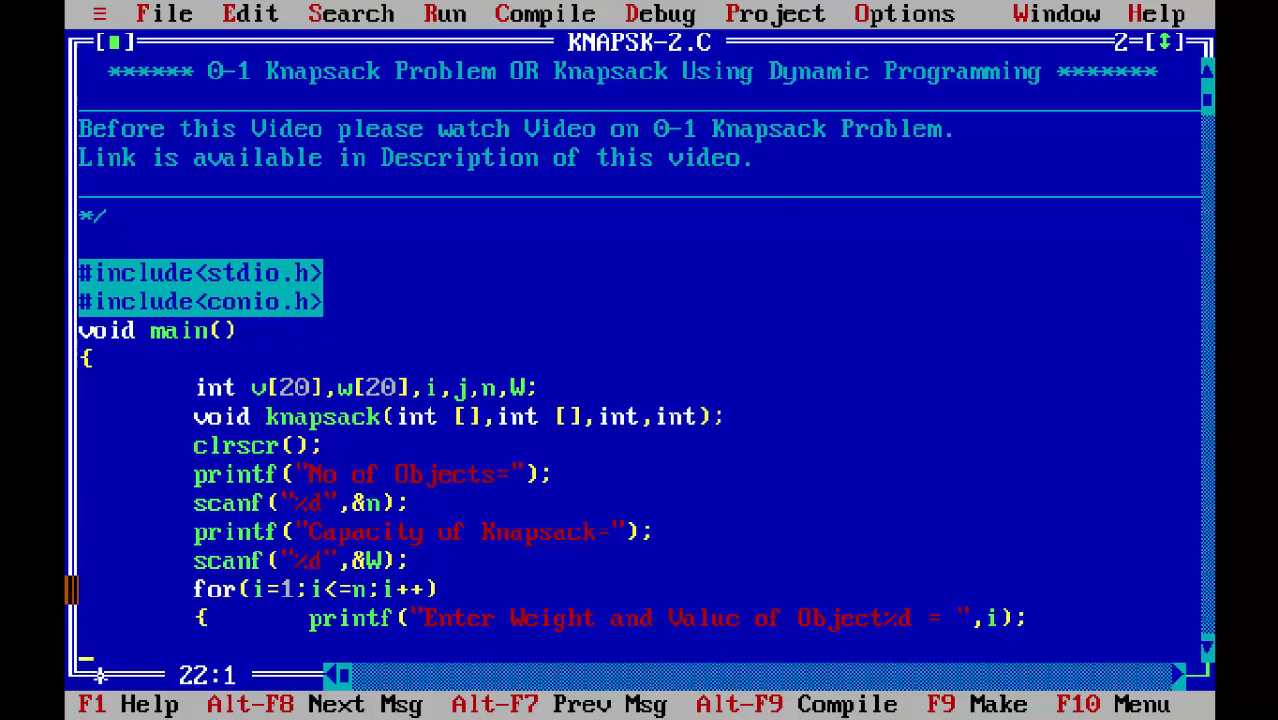 ≡ File Edit Search Run Compile Debug Project Options Window Help
[■] KNAPSK-2.C 2=[↕]
****** 0-1 Knapsack Problem OR Knapsack Using Dynamic Programming *******
Before this Video please watch Video on 0-1 Knapsack Problem.
Link is available in Description of this video.
*/
#include<stdio.h>
#include<conio.h>
void main()
{
int v[20],w[20],i,j,n,W;
void knapsack(int [],int [],int,int);
clrscr();
printf("No of Objects=");
scanf("%d",&n);
printf("Capacity of Knapsack=");
scanf("%d",&W);
for(i=1;i<=n;i++)
{ printf("Enter Weight and Value of Object%d = ",i);
22:1
F1 Help Alt-F8 Next Msg Alt-F7 Prev Msg Alt-F9 Compile F9 Make F10 Menu